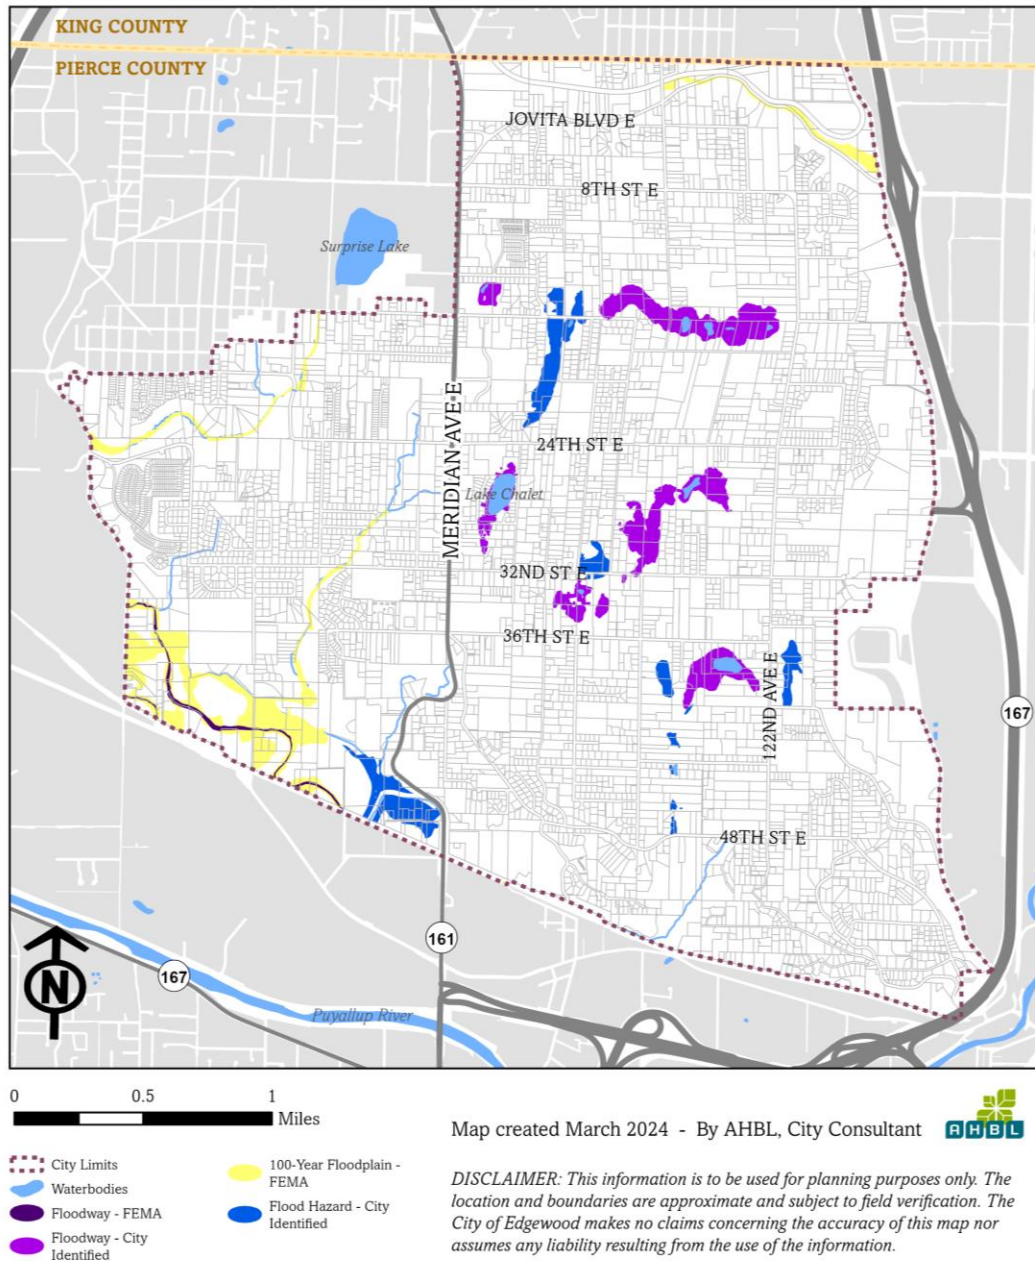 KING COUNTY
PIERCE COUNTY
JOVITA BLVD E
8TH ST E
Surprise Lake
MERIDIAN AVE E
24TH ST E
Lake Chalet
32ND ST E
36TH ST E
122ND AVE E
167
48TH ST E
161
167
N
Puyallup River
0 0.5 1
Miles
Map created March 2024 - By AHBL, City Consultant
AHBL
City Limits
Waterbodies
Floodway - FEMA
Floodway - City
Identified
100-Year Floodplain -
FEMA
Flood Hazard - City
Identified
DISCLAIMER: This information is to be used for planning purposes only. The
location and boundaries are approximate and subject to field verification. The
City of Edgewood makes no claims concerning the accuracy of this map nor
assumes any liability resulting from the use of the information.